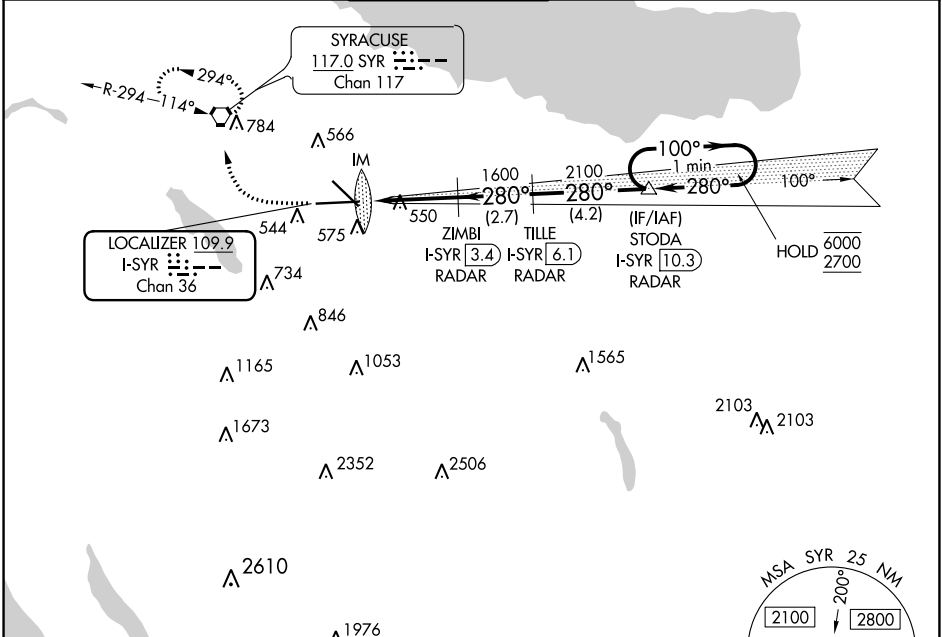 SYRACUSE
117.0 SYR
Chan 117
294°
R-294
114°
784
566
IM
1600
2100
100°
1 min
280°
280°
280°
100°
(2.7)
(4.2)
550
544
575
ZIMBI
I-SYR 3.4
RADAR
TILLE
I-SYR 6.1
RADAR
(IF/IAF)
STODA
I-SYR 10.3
RADAR
HOLD 6000
2700
LOCALIZER 109.9
I-SYR
Chan 36
734
846
1165
1053
1565
1673
2103
2103
2352
2506
2610
1976
MSA SYR 25 NM
200°
2100
2800